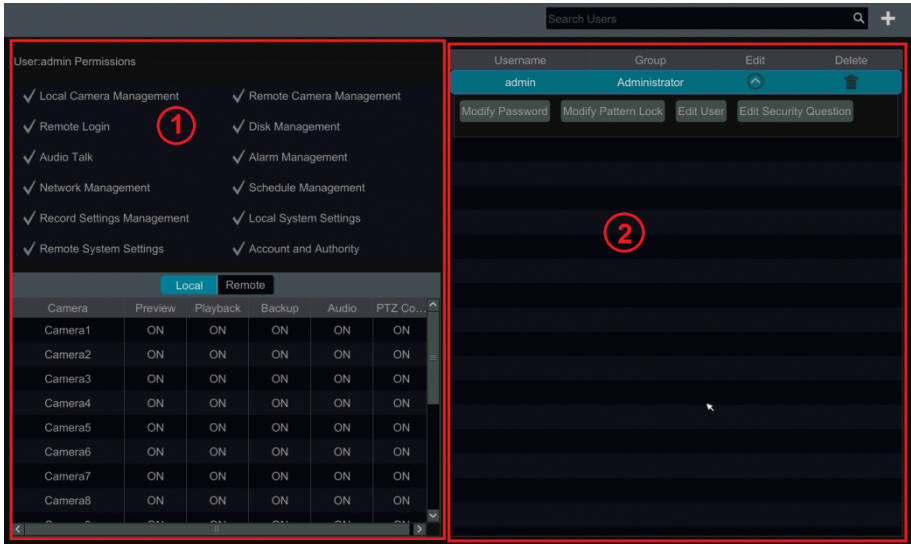 Search Users
User:admin Permissions
Local Camera Management Remote Camera Management
Remote Login Disk Management
Audio Talk Alarm Management
Network Management Schedule Management
Record Settings Management Local System Settings
Remote System Settings Account and Authority
1
Local Remote
Camera Preview Playback Backup Audio PTZ Co...
Camera1 ON ON ON ON ON
Camera2 ON ON ON ON ON
Camera3 ON ON ON ON ON
Camera4 ON ON ON ON ON
Camera5 ON ON ON ON ON
Camera6 ON ON ON ON ON
Camera7 ON ON ON ON ON
Camera8 ON ON ON ON ON
Username Group Edit Delete
admin Administrator
Modify Password Modify Pattern Lock Edit User Edit Security Question
2